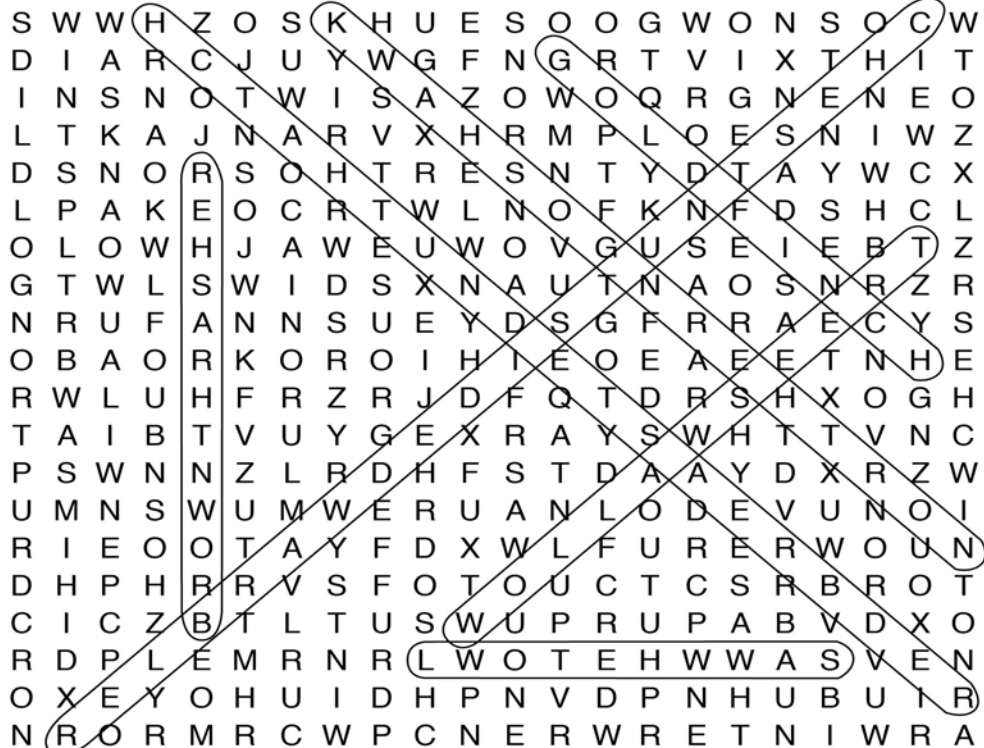 S W W H Z O S K H U E S O O G W O N S O C W
D I A R C J U Y W G F N G R T V I X T H I T
I N S N O T W I S A Z O W O Q R G N E N E O
L T K A J N A R V X H R M P L O E S N I W Z
D S N O R S O H T R E S N T Y D T A Y W C X
L P A K E O C R T W L N O F K N F D S H C L
O L O W H J A W E U W O V G U S E I E B T Z
G T W L S W I D S X N A U T N A O S N R Z R
N R U F A N N S U E Y D S G F R R A E C Y S
O B A O R K O R O I H I E O E A E E T N H E
R W L U H F R Z R J D F Q T D R S H X O G H
T A I B T V U Y G E X R A Y S W H T T V N C
P S W N N Z L R D H F S T D A A Y D X R Z W
U M N S W U M W E R U A N L O D E V U N O I
R I E O O T A Y F D X W L F U R E R W O U N
D H P H R R V S F O T O U C T C S R B R O T
C I C Z B T L T U S W U P R U P A B V D X O
R D P L E M R N R L W O T E H W W A S V E N
O X E Y O H U I D H P N V D P N H U B U I R
N R O R M R C W P C N E R W R E T N I W R A